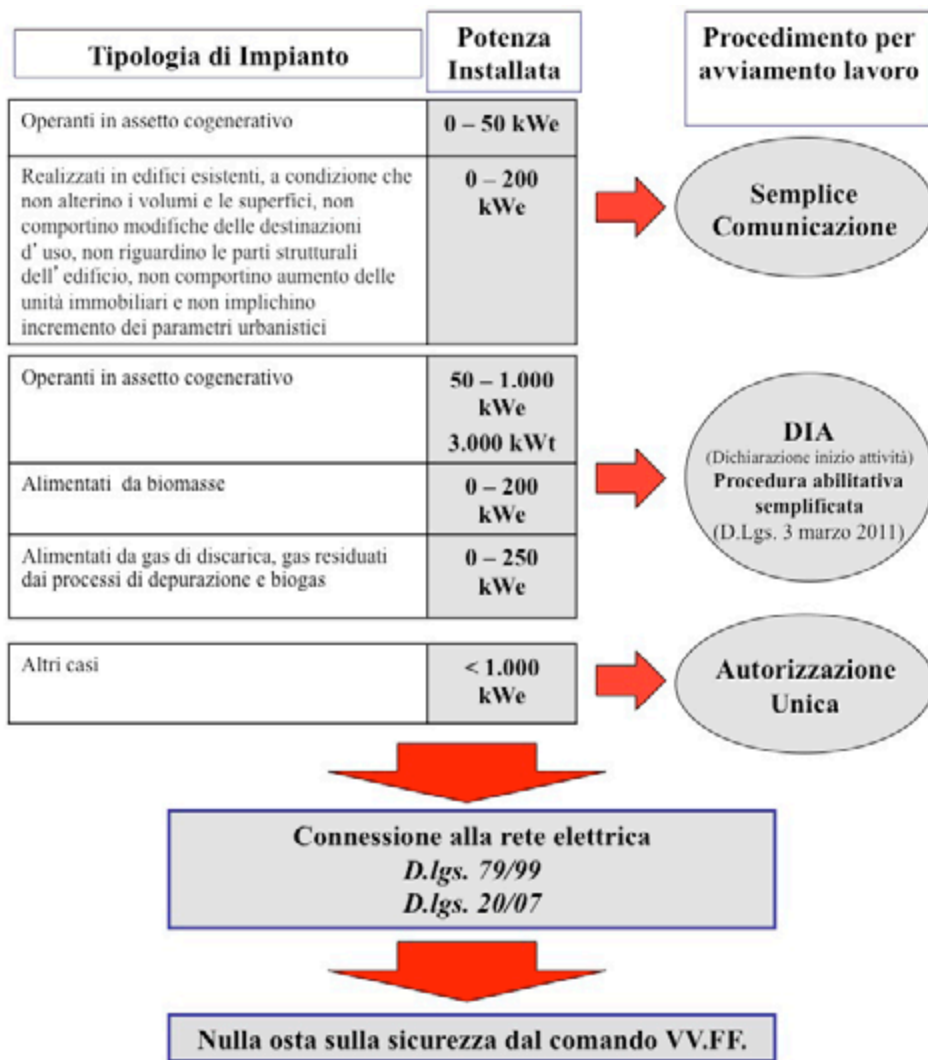 Tipologia di Impianto
Potenza
Installata
Procedimento per
avviamento lavoro
Operanti in assetto cogenerativo
0 – 50 kWe
Realizzati in edifici esistenti, a condizione che
non alterino i volumi e le superfici, non
comportino modifiche delle destinazioni
d' uso, non riguardino le parti strutturali
dell' edificio, non comportino aumento delle
unità immobiliari e non implichino
incremento dei parametri urbanistici
0 – 200
kWe
Semplice
Comunicazione
Operanti in assetto cogenerativo
50 – 1.000
kWe
3.000 kWt
Alimentati da biomasse
0 – 200
kWe
Alimentati da gas di discarica, gas residuati
dai processi di depurazione e biogas
0 – 250
kWe
DIA
(Dichiarazione inizio attività)
Procedura abilitativa
semplificata
(D.Lgs. 3 marzo 2011)
Altri casi
< 1.000
kWe
Autorizzazione
Unica
Connessione alla rete elettrica
D.lgs. 79/99
D.lgs. 20/07
Nulla osta sulla sicurezza dal comando VV.FF.